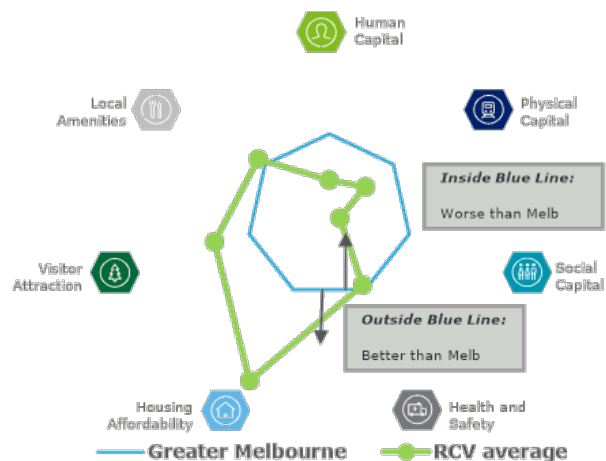 Human
Capital
Local
Amenities
Physical
Capital
Inside Blue Line:
Worse than Melb
Visitor
Attraction
Social
Capital
Outside Blue Line:
Better than Melb
Housing
Affordability
Health and
Safety
Greater Melbourne
RCV average